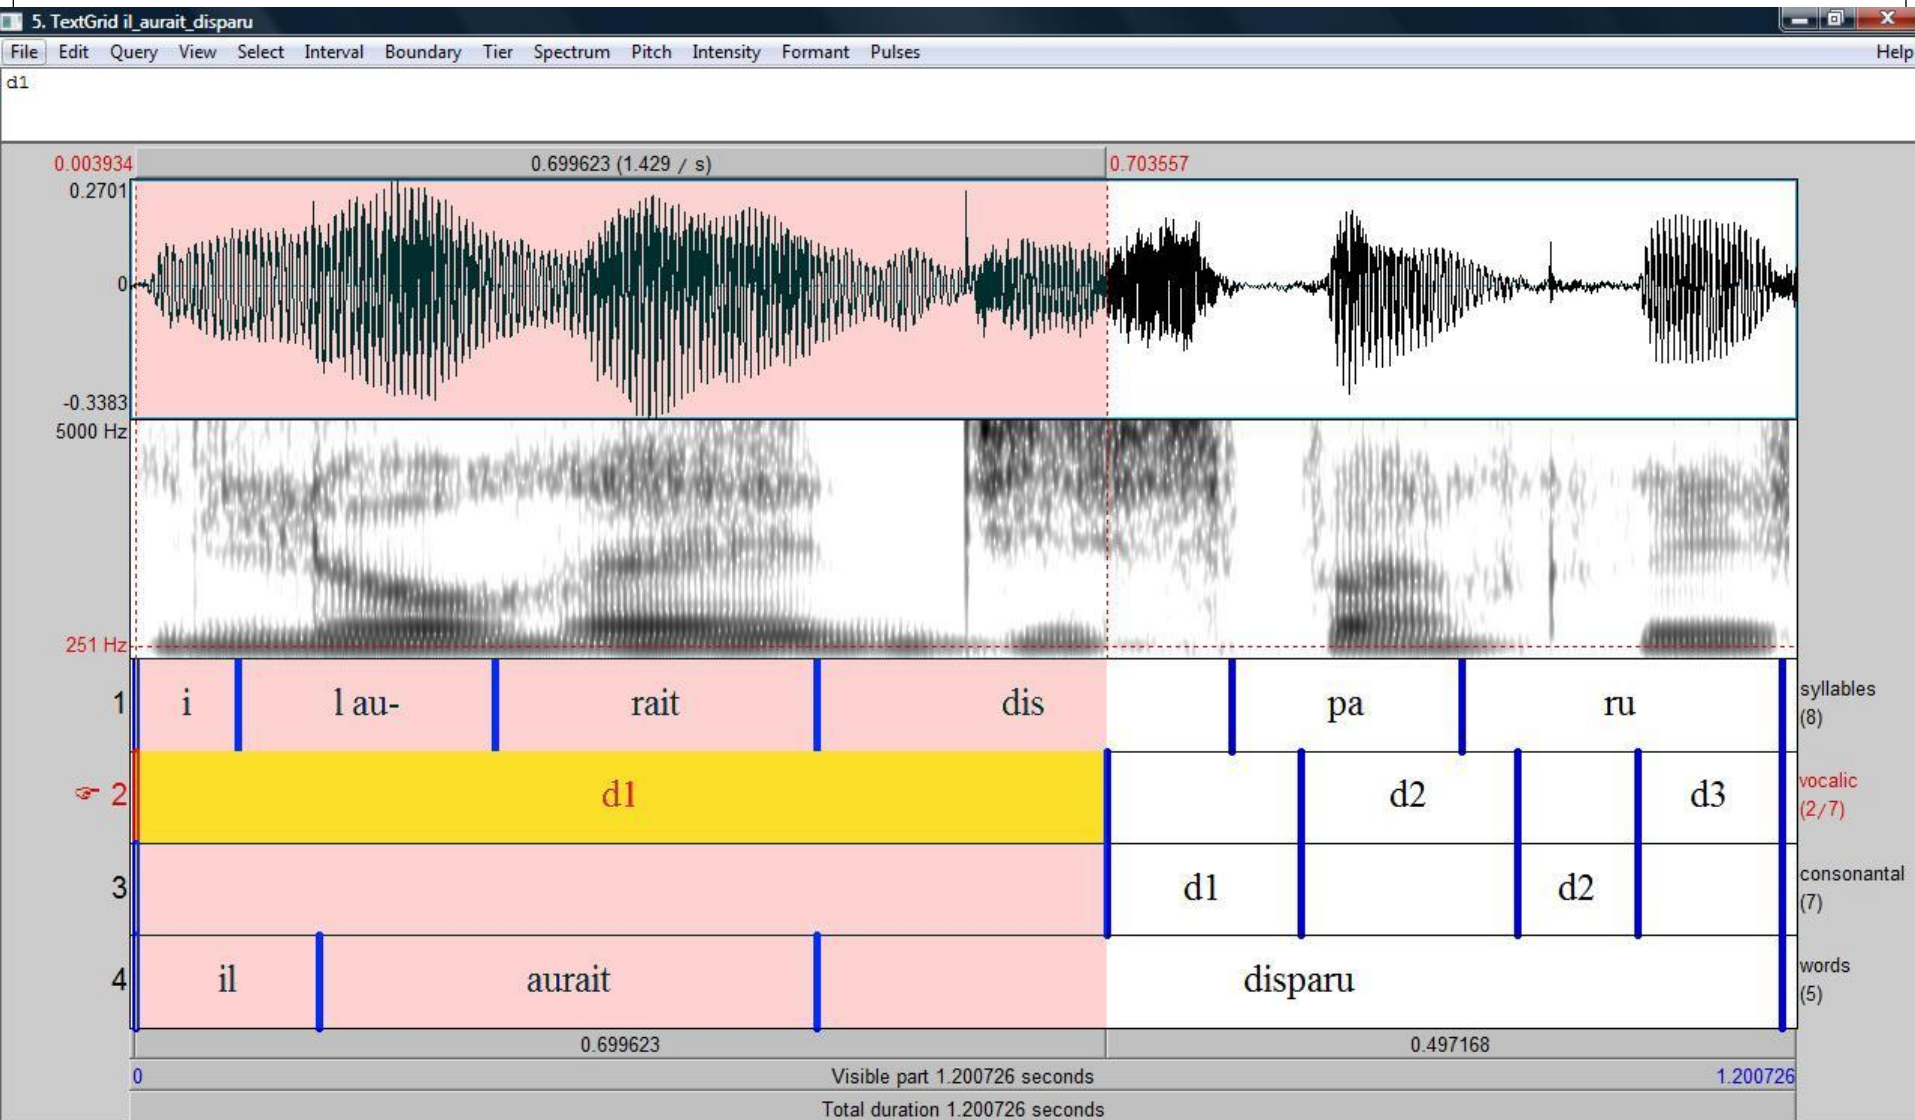 5. TextGrid il_aurait_disparu
File Edit Query View Select Interval Boundary Tier Spectrum Pitch Intensity Formant Pulses Help
d1
0.003934 0.699623 (1.429 / s) 0.703557
0.2701
0
-0.3383
5000 Hz
251 Hz
1 i l au- rait dis pa ru syllables
(8)
2 d1 d2 d3 vocalic
(2/7)
3 d1 d2 consonantal
(7)
4 il aurait disparu words
(5)
0.699623 0.497168
0 Visible part 1.200726 seconds 1.200726
Total duration 1.200726 seconds